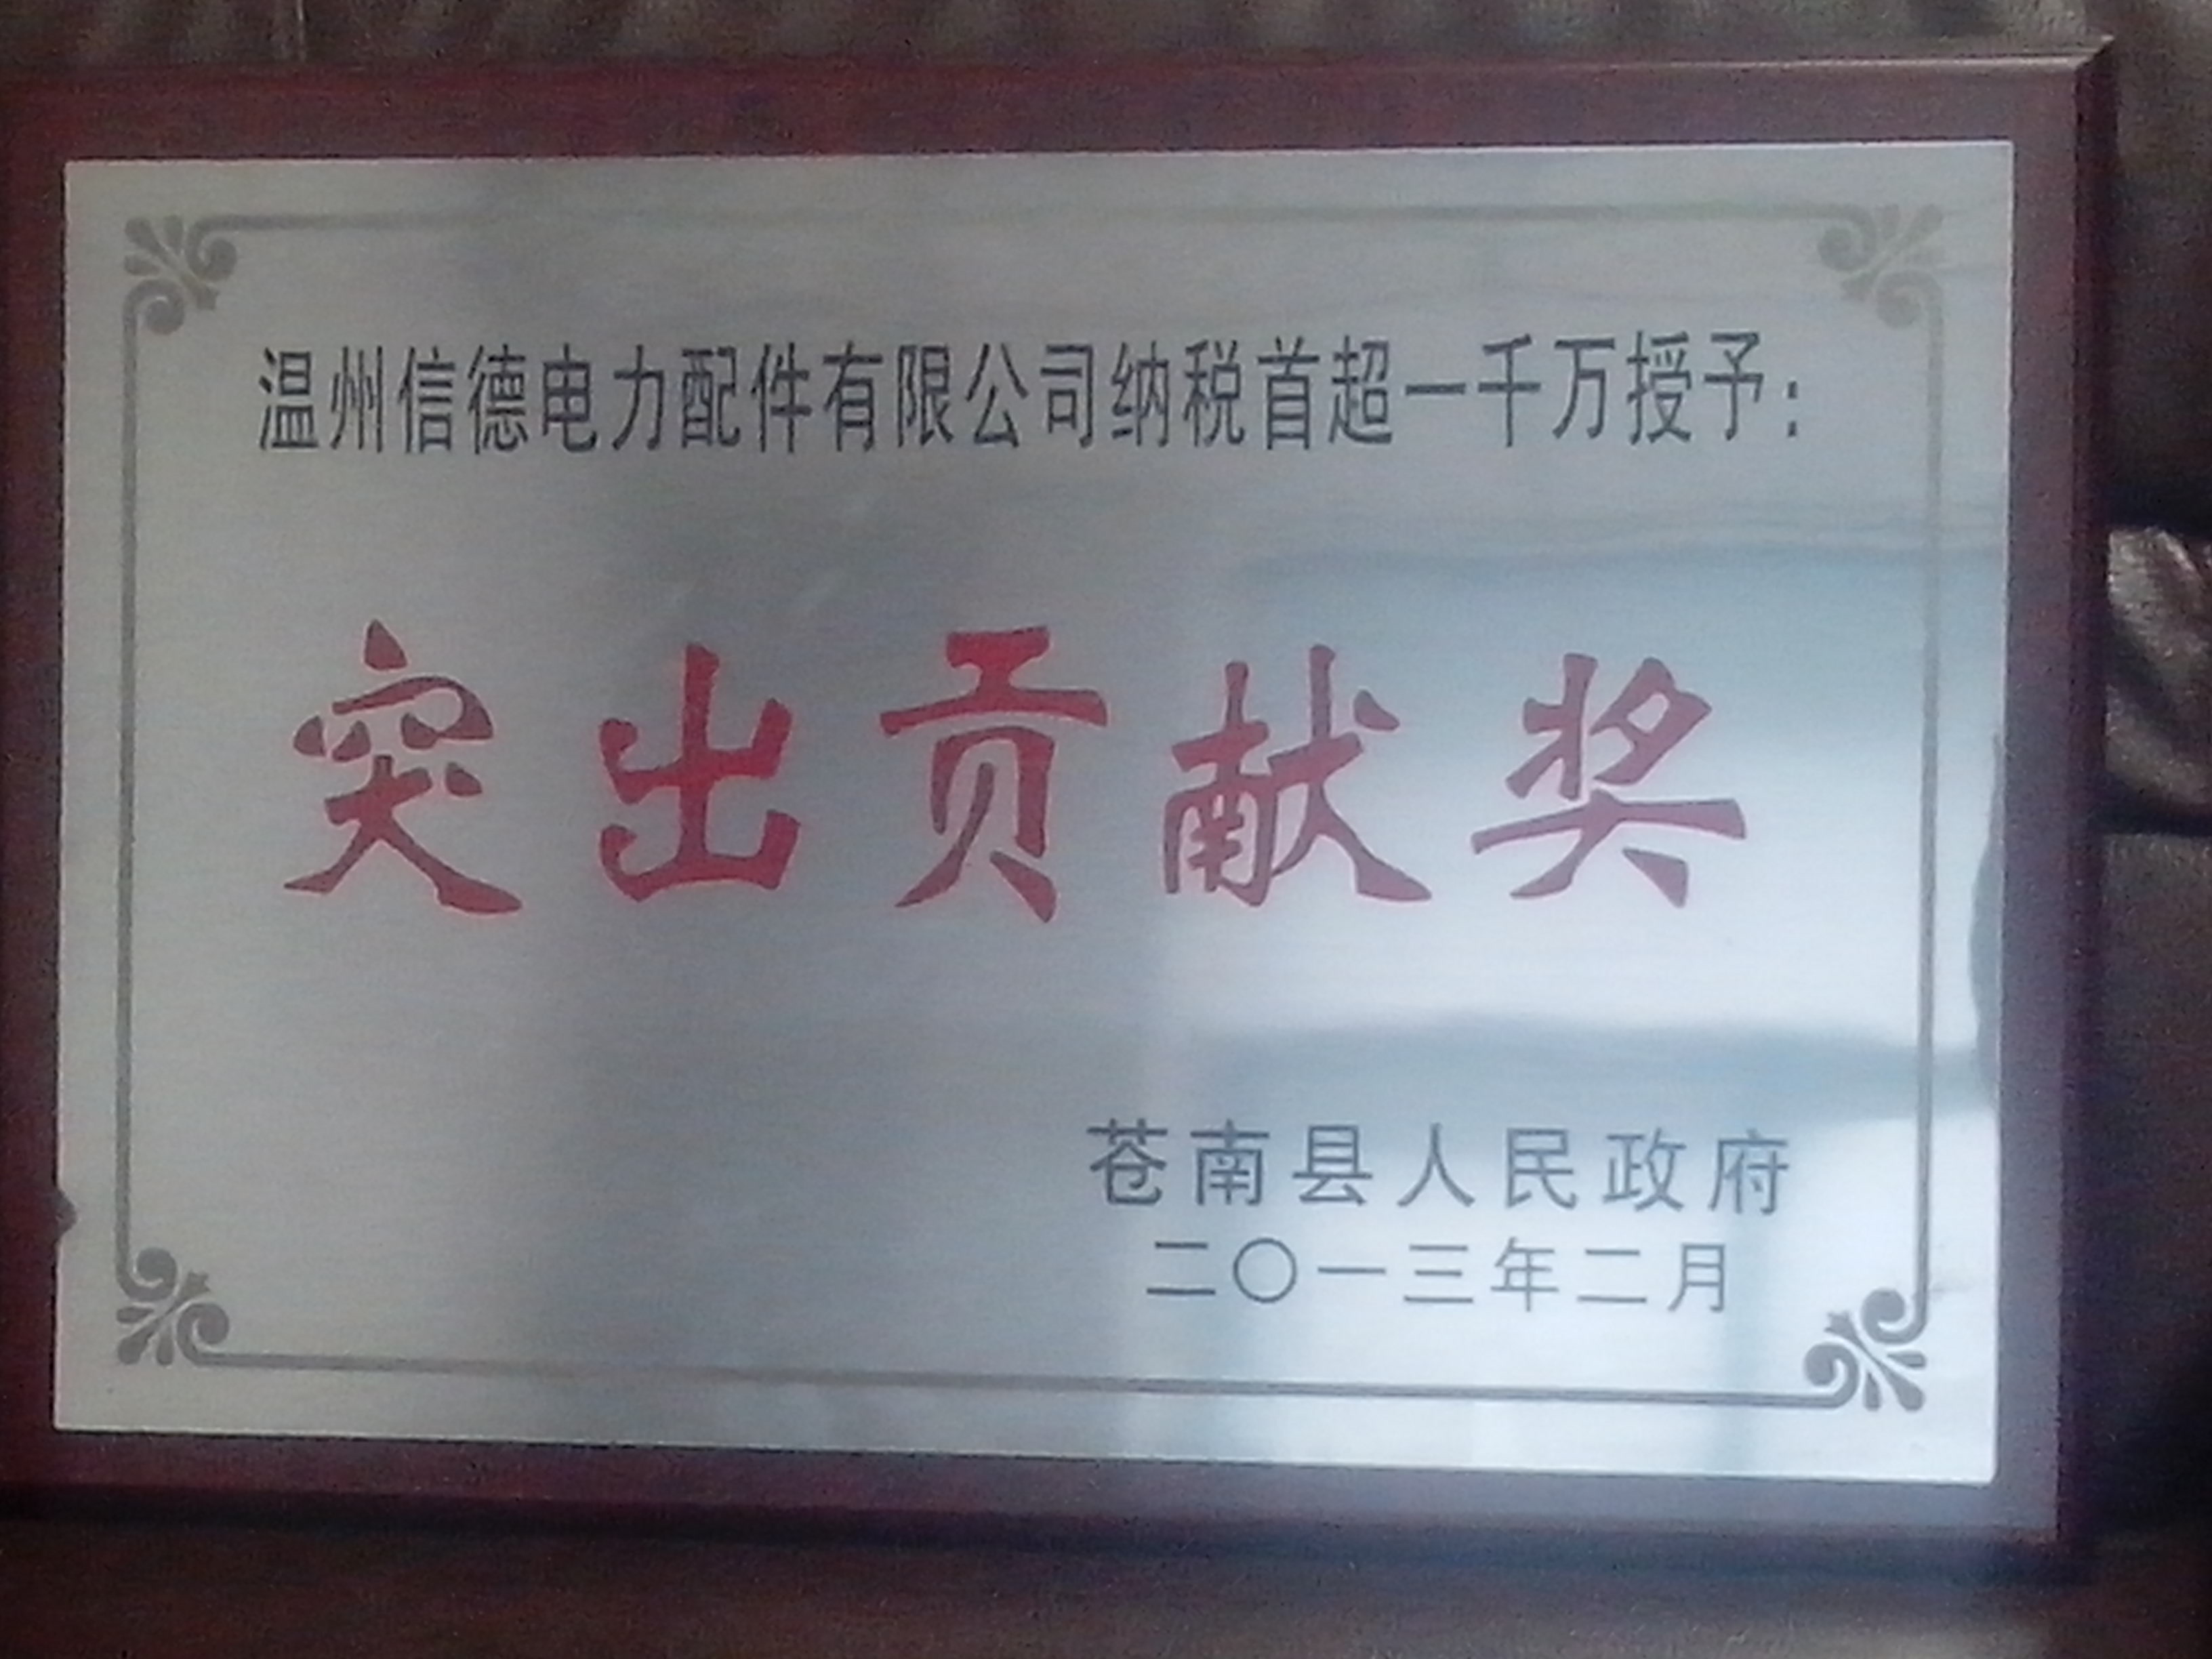 温州信德电力配件有限公司纳税首超一千万授予：
突出贡献奖
苍南县人民政府
二〇一三年二月